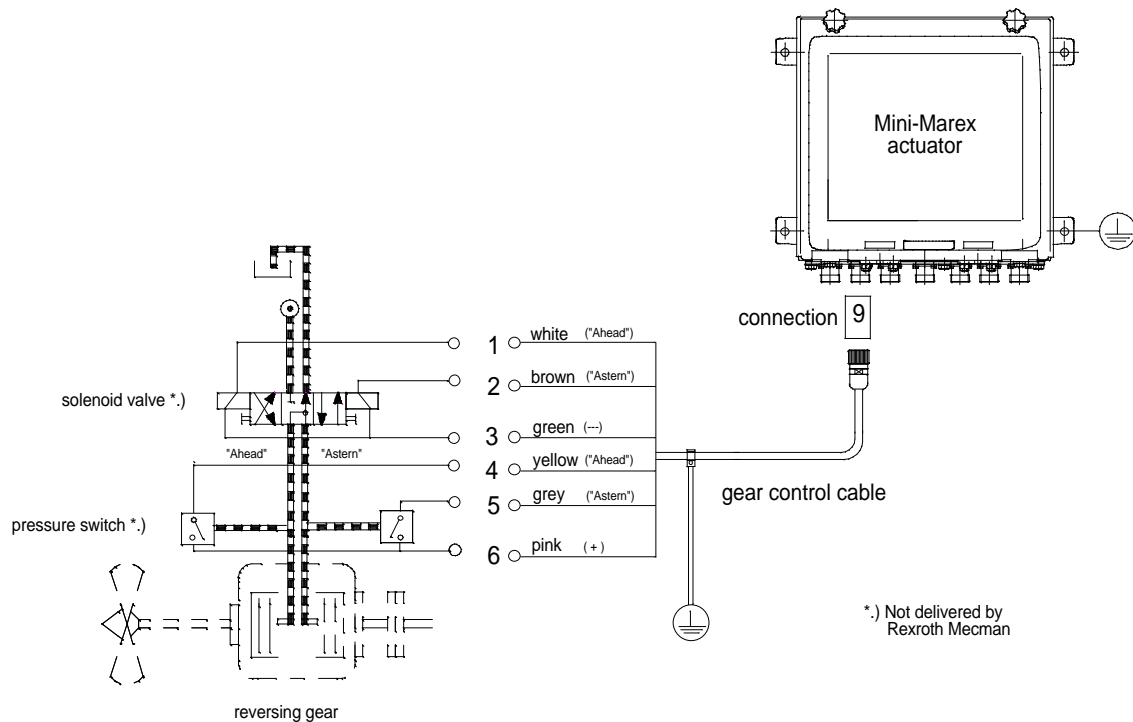 Mini-Marex
actuator
connection 9
1 white ("Ahead")
2 brown ("Astern")
solenoid valve *.)
3 green (---)
"Ahead" "Astern"
4 yellow ("Ahead")
5 grey ("Astern")
gear control cable
pressure switch *.)
6 pink ( + )
*.) Not delivered by
Rexroth Mecman
reversing gear